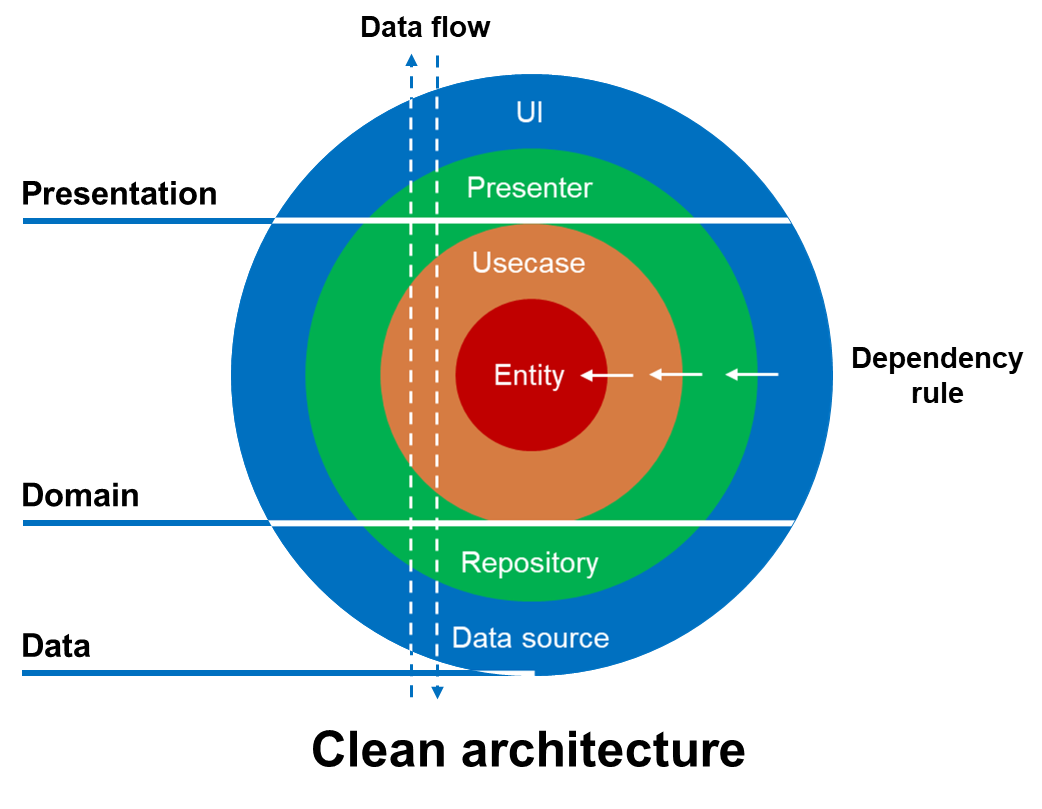 Data flow
UI
Presentation
Presenter
Usecase
Entity
Dependency
rule
Domain
Repository
Data source
Data
Clean architecture